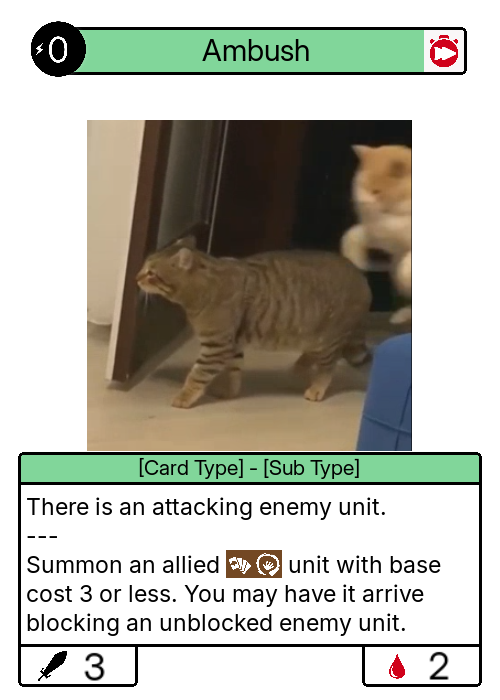 0
Ambush
[Card Type] - [Sub Type]
There is an attacking enemy unit.
---
Summon an allied unit with base
cost 3 or less. You may have it arrive
blocking an unblocked enemy unit.
3
2